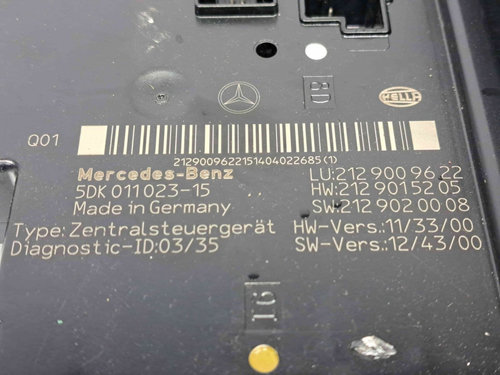 08
HELLA
Q01
2129009622151404022685(1)
Mercedes-Benz
LU:212 900 96 22
5DK 011 023-15
HW:212 901 52 05
Made in Germany
SW:212 902 00 08
Type:Zentralsteuergerät
HW-Vers.:11/33/00
Diagnostic-ID:03/35
SW-Vers.:12/43/00
16